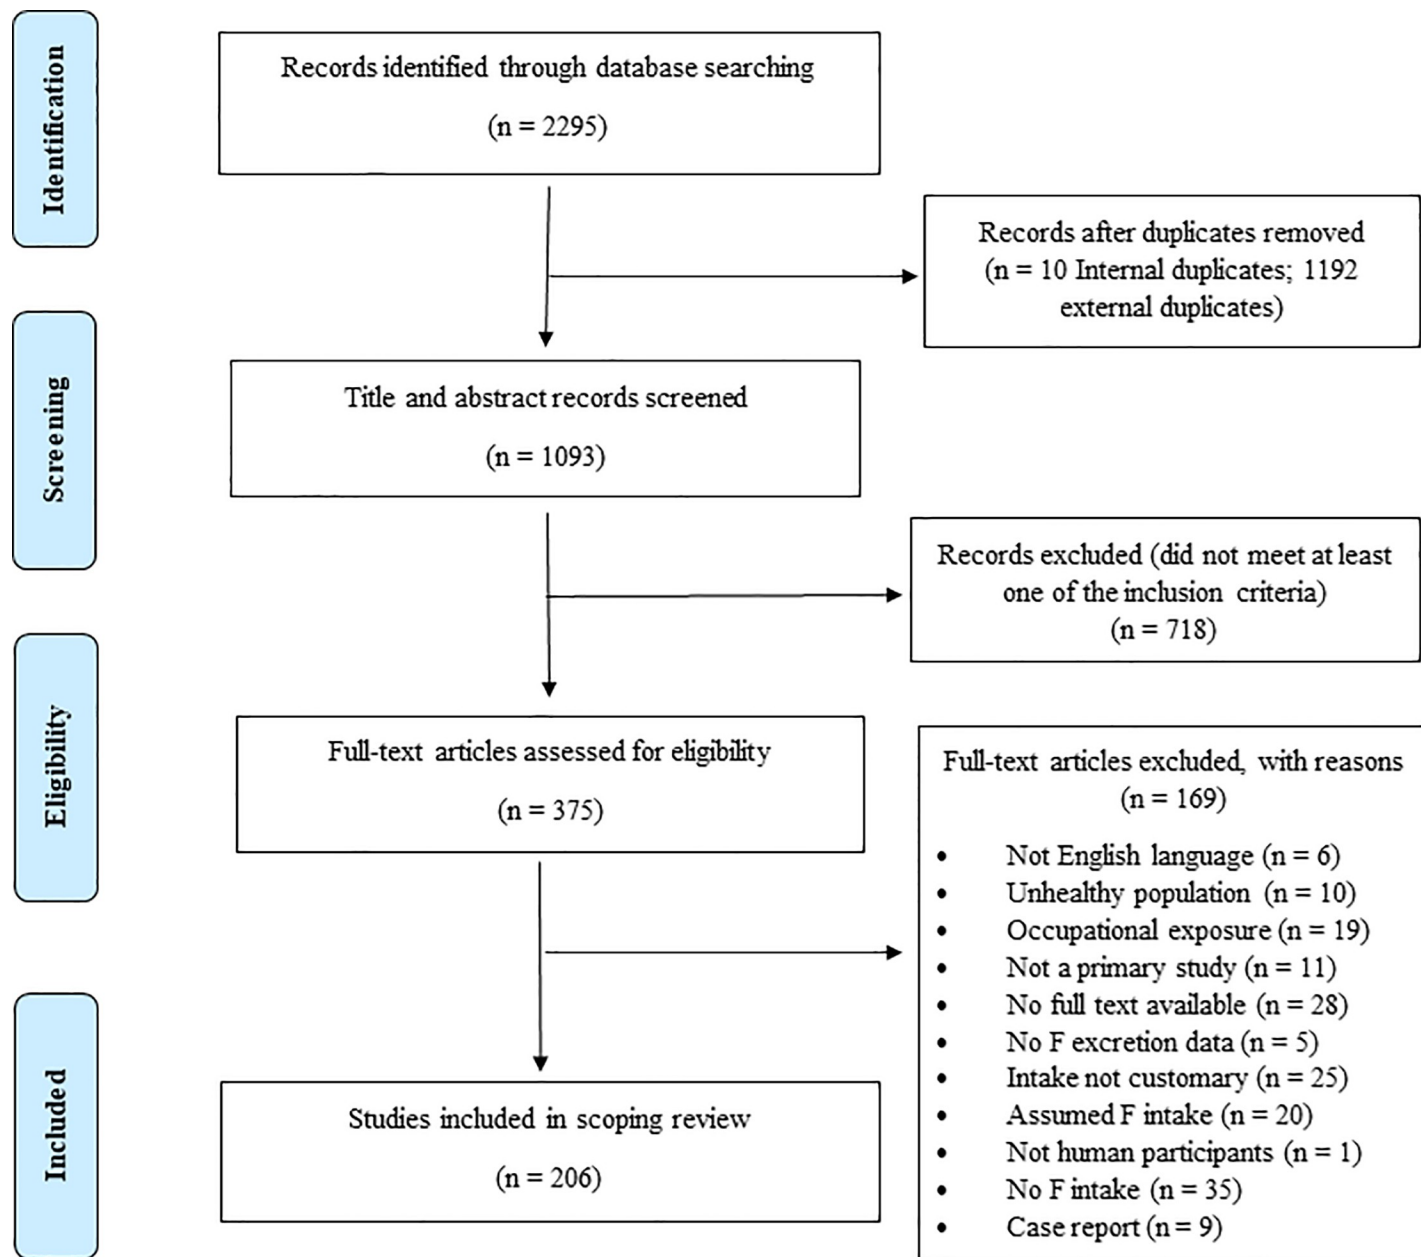 Identification
Records identified through database searching
(n = 2295)
Records after duplicates removed
(n = 10 Internal duplicates; 1192
external duplicates)
Screening
Title and abstract records screened
(n = 1093)
Records excluded (did not meet at least
one of the inclusion criteria)
(n = 718)
Eligibility
Full-text articles assessed for eligibility
(n = 375)
Full-text articles excluded, with reasons
(n = 169)
• Not English language (n = 6)
• Unhealthy population (n = 10)
• Occupational exposure (n = 19)
• Not a primary study (n = 11)
• No full text available (n = 28)
• No F excretion data (n = 5)
• Intake not customary (n = 25)
• Assumed F intake (n = 20)
• Not human participants (n = 1)
• No F intake (n = 35)
• Case report (n = 9)
Included
Studies included in scoping review
(n = 206)